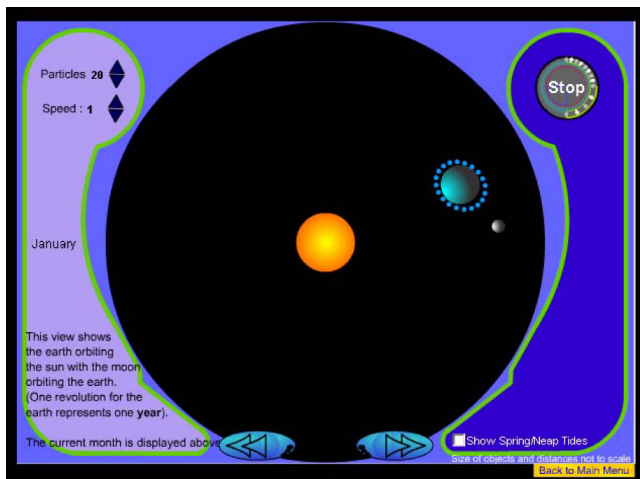 Particles 20
Speed : 1
Stop
January
This view shows
the earth orbiting
the sun with the moon
orbiting the earth.
(One revolution for the
earth represents one year).
The current month is displayed above
Show Spring/Neap Tides
Size of objects and distances not to scale
Back to Main Menu